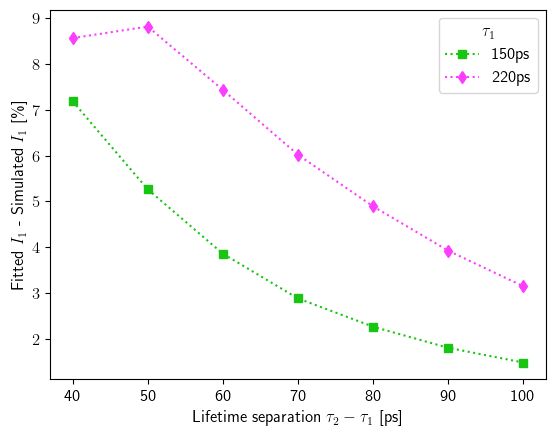 9
8
7
6
5
4
3
2
Fitted I₁ - Simulated I₁ [%]
τ₁
150ps
220ps
40 50 60 70 80 90 100
Lifetime separation τ₂ − τ₁ [ps]